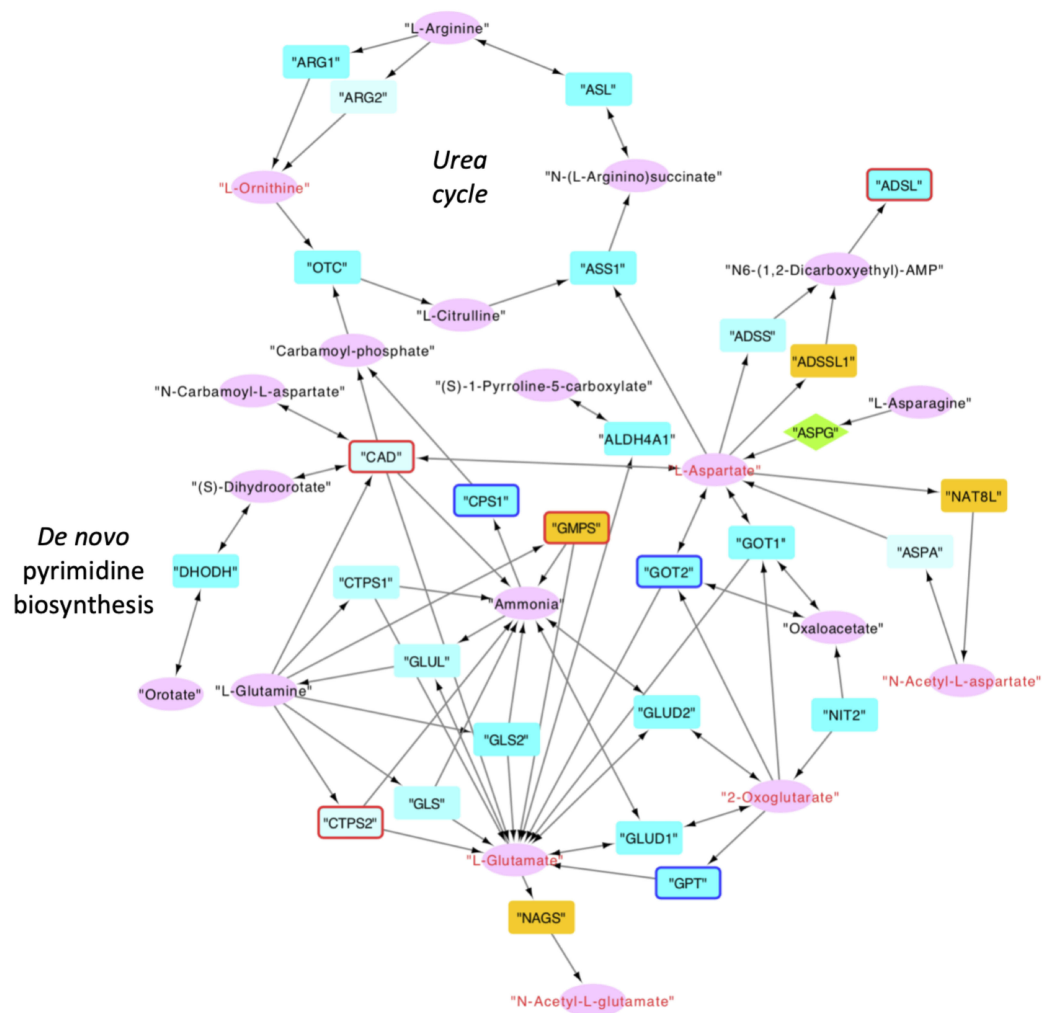 "L-Arginine"
"ARG1"
"ARG2"
"ASL"
Urea
cycle
"L-Ornithine"
"N-(L-Arginino)succinate"
"ADSL"
"OTC"
"ASS1"
"N6-(1,2-Dicarboxyethyl)-AMP"
"L-Citrulline"
"ADSS"
"Carbamoyl-phosphate"
"ADSSL1"
"N-Carbamoyl-L-aspartate"
"(S)-1-Pyrroline-5-carboxylate"
"L-Asparagine"
"ASPG"
"ALDH4A1"
"CAD"
"L-Aspartate"
"(S)-Dihydroorotate"
"CPS1"
"NAT8L"
"GMPS"
De novo
pyrimidine
biosynthesis
"GOT1"
"ASPA"
"DHODH"
"CTPS1"
"GOT2"
"Ammonia"
"Oxaloacetate"
"GLUL"
"Orotate"
"L-Glutamine"
"N-Acetyl-L-aspartate"
"GLUD2"
"NIT2"
"GLS2"
"2-Oxoglutarate"
"GLS"
"CTPS2"
"GLUD1"
"L-Glutamate"
"GPT"
"NAGS"
"N-Acetyl-L-glutamate"